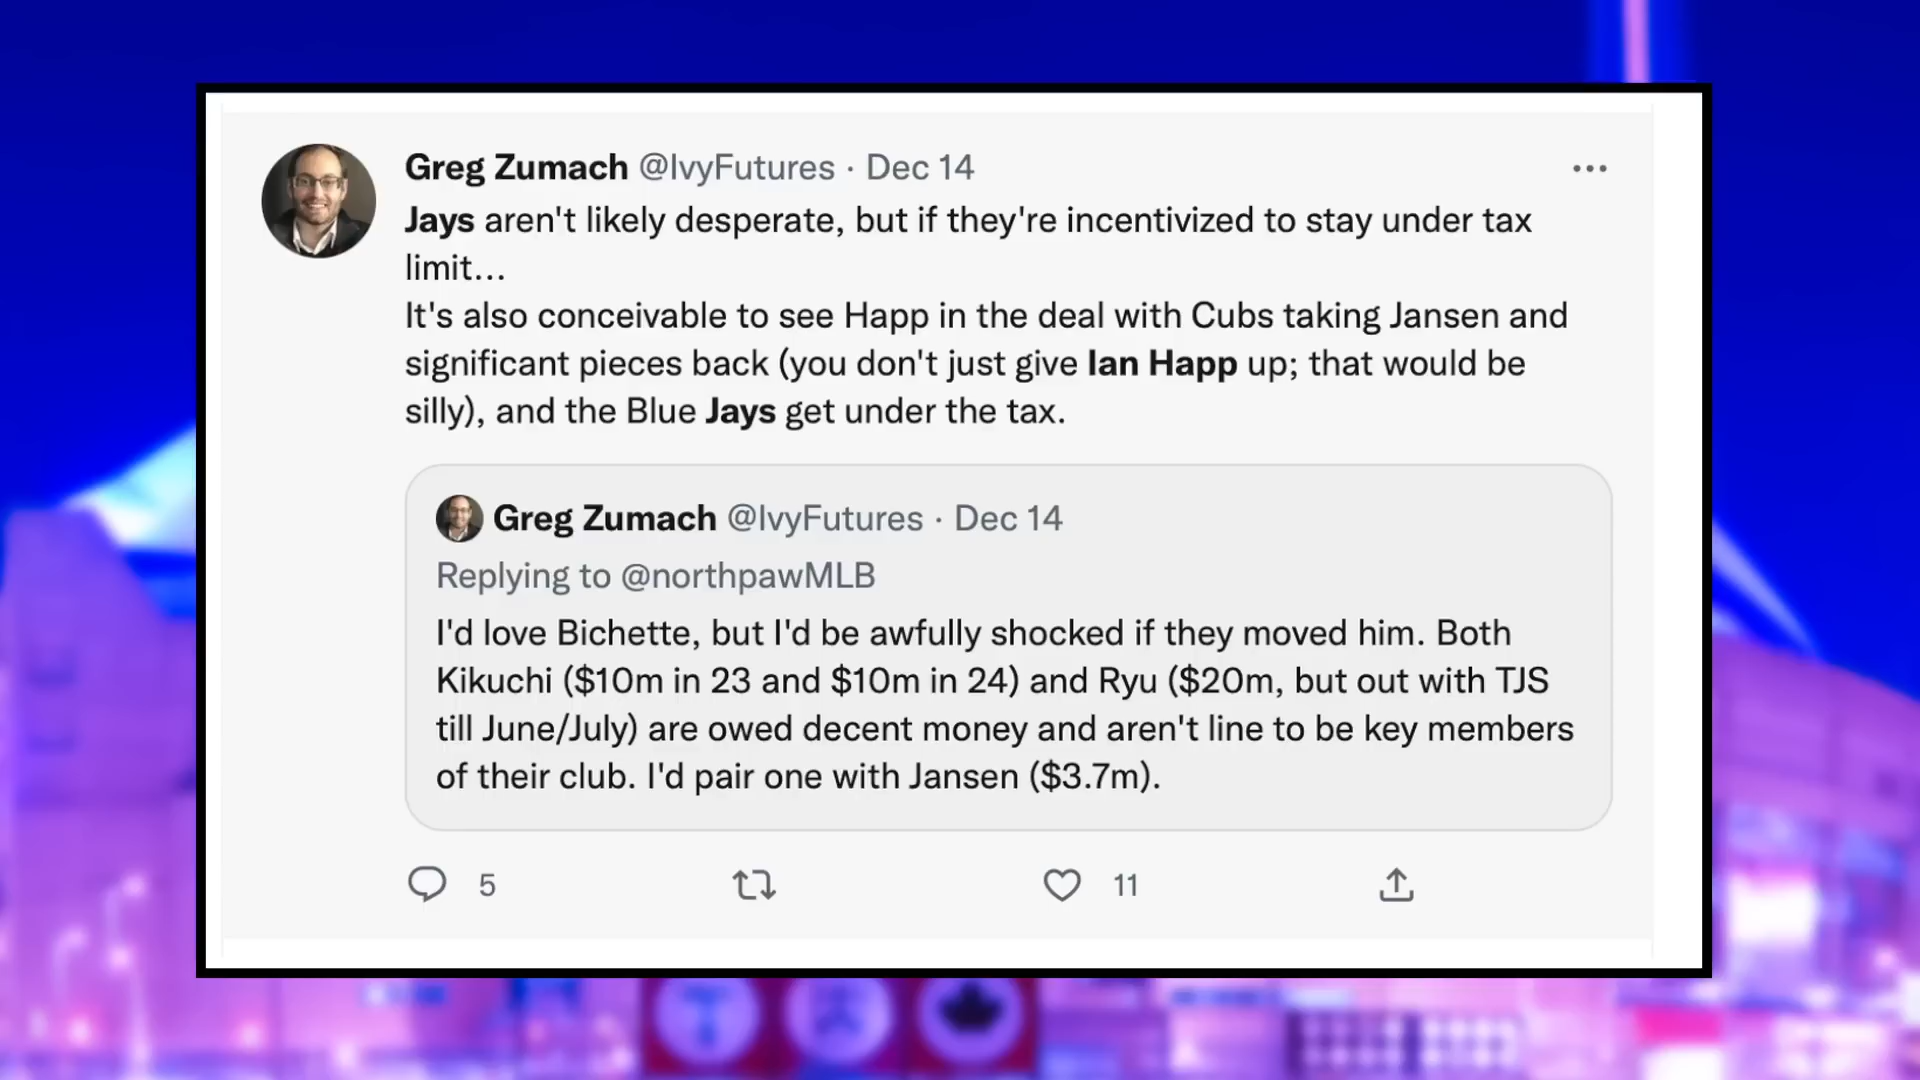 Greg Zumach @IvyFutures · Dec 14
Jays aren't likely desperate, but if they're incentivized to stay under tax
limit...
It's also conceivable to see Happ in the deal with Cubs taking Jansen and
significant pieces back (you don't just give Ian Happ up; that would be
silly), and the Blue Jays get under the tax.
Greg Zumach @IvyFutures · Dec 14
Replying to @northpawMLB
I'd love Bichette, but I'd be awfully shocked if they moved him. Both
Kikuchi ($10m in 23 and $10m in 24) and Ryu ($20m, but out with TJS
till June/July) are owed decent money and aren't line to be key members
of their club. I'd pair one with Jansen ($3.7m).
5
11